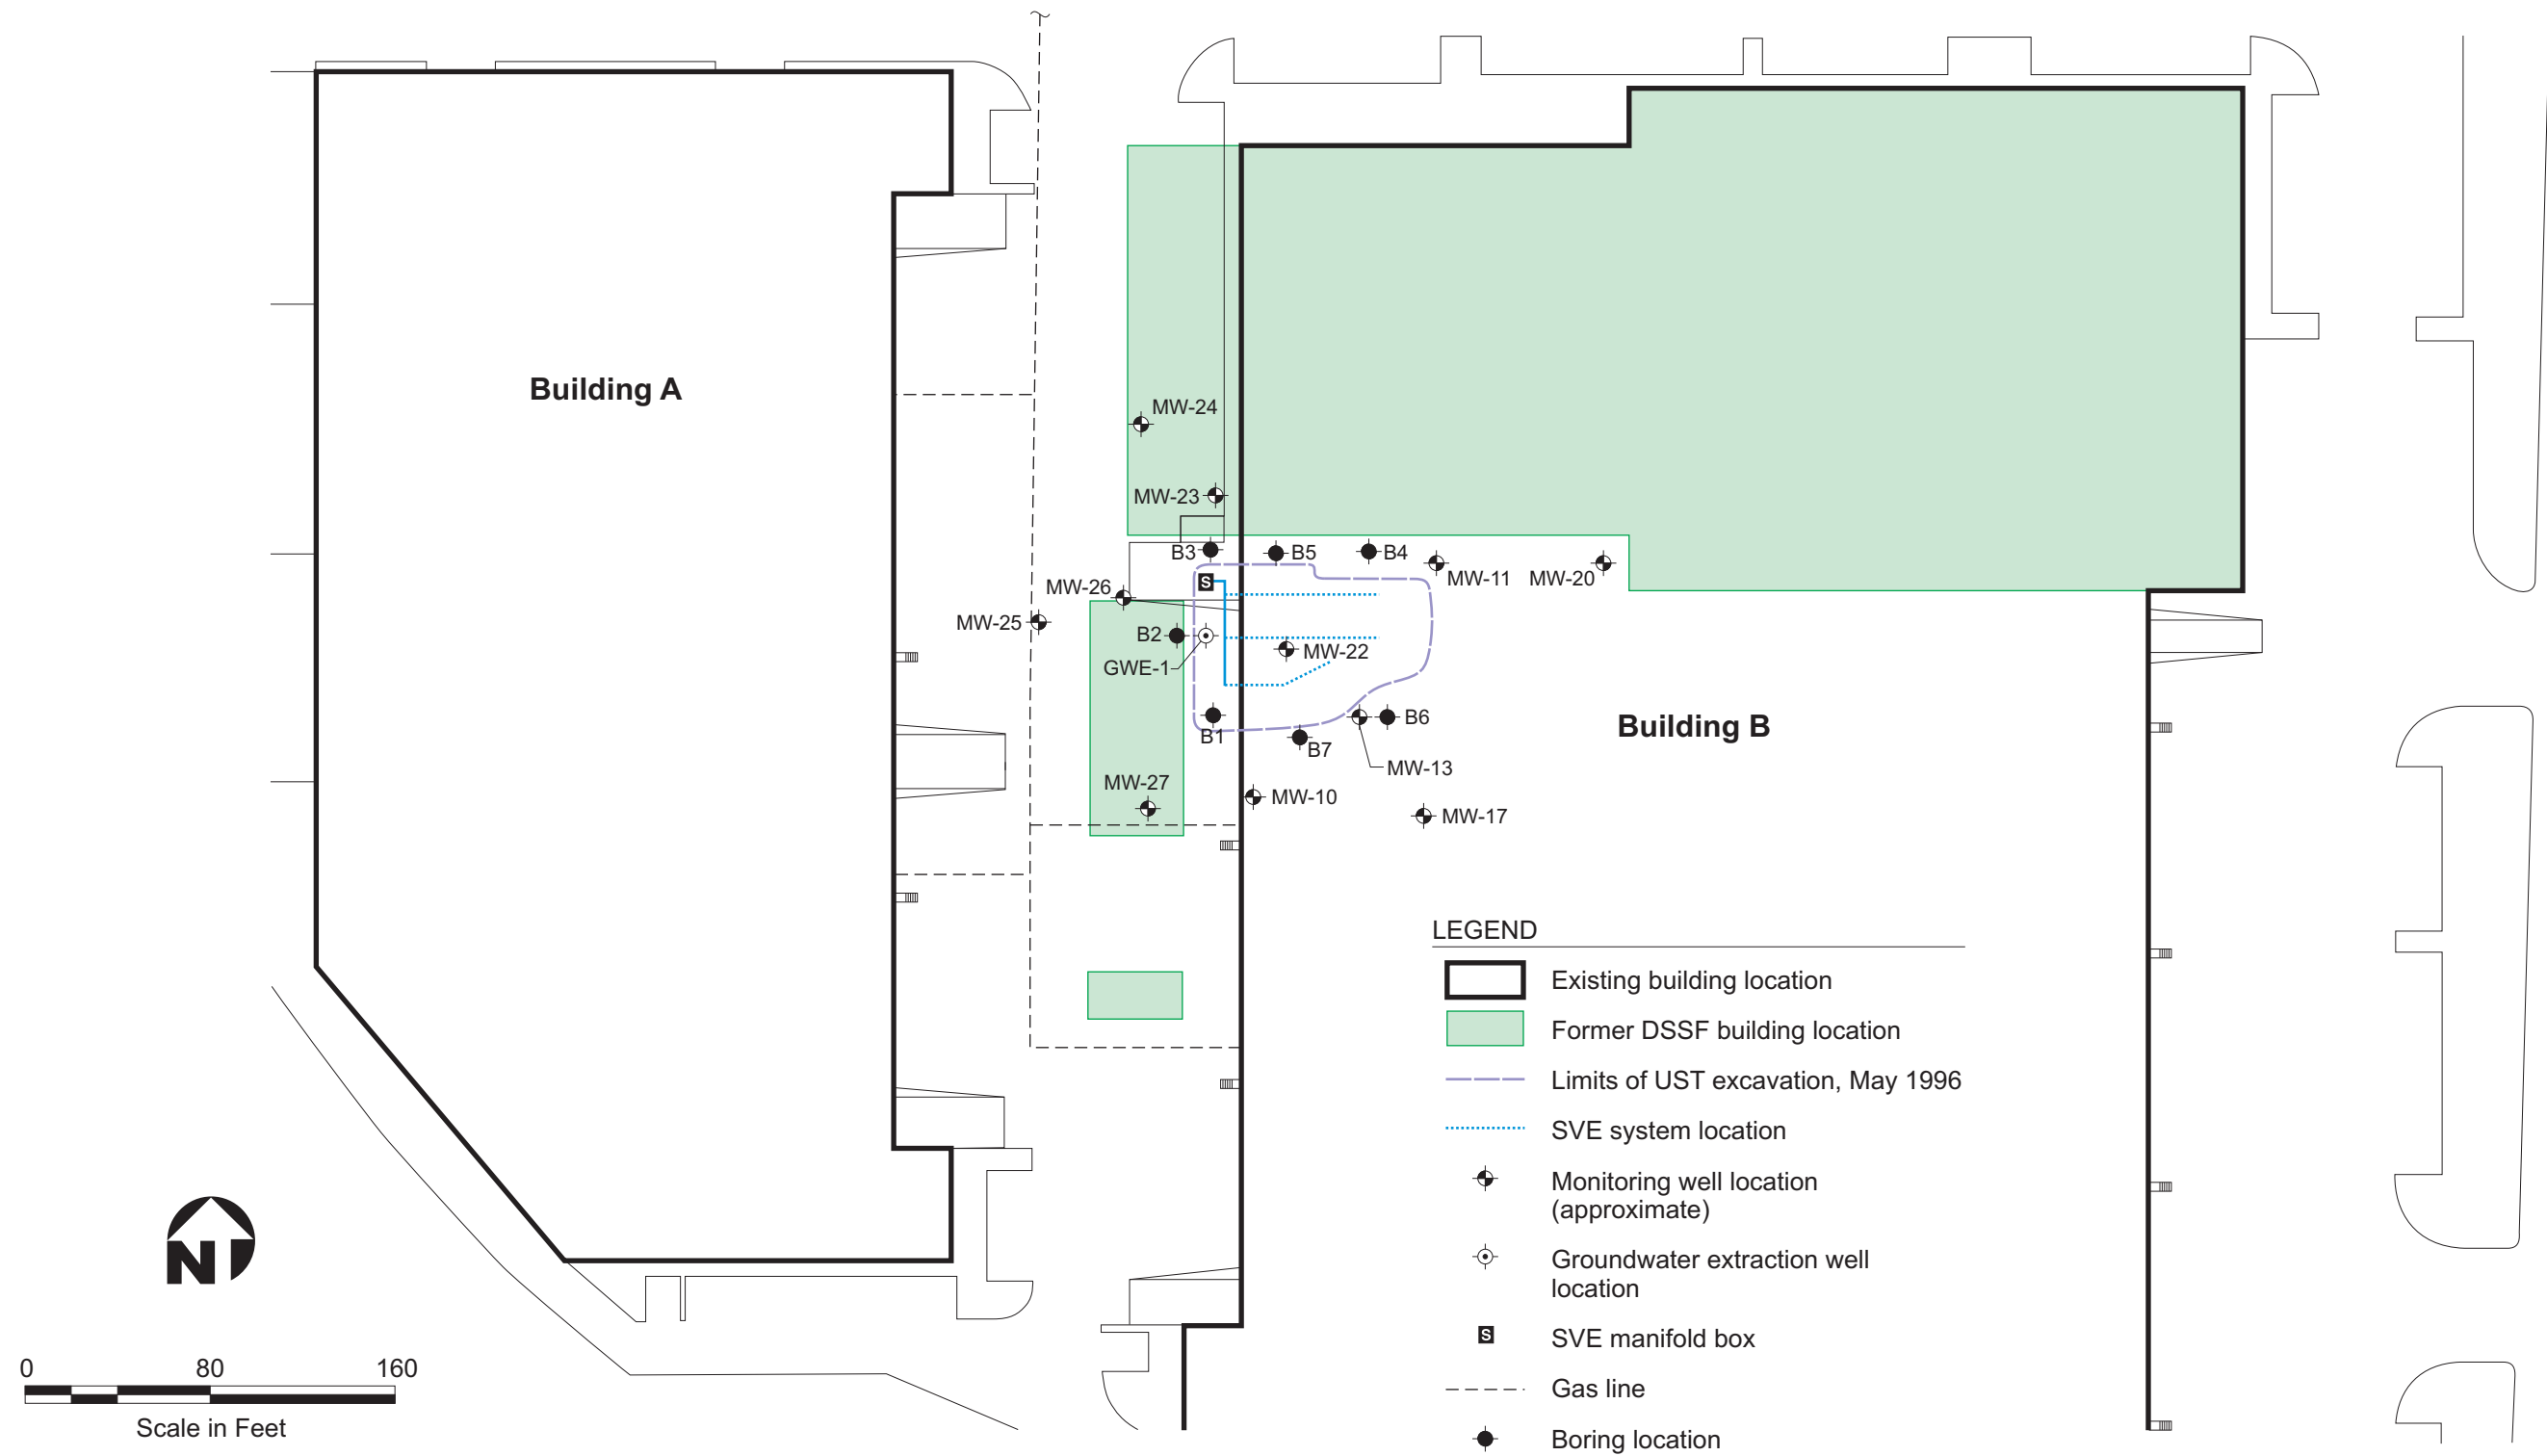 Building A
MW-24
MW-23
B3
B5
B4
MW-11
MW-20
S
MW-26
MW-25
B2
MW-22
GWE-1
B1
B6
B7
Building B
MW-13
MW-27
MW-10
MW-17
LEGEND
Existing building location
Former DSSF building location
Limits of UST excavation, May 1996
SVE system location
Monitoring well location
(approximate)
Groundwater extraction well
location
S SVE manifold box
Gas line
Boring location
N
0 80 160
Scale in Feet